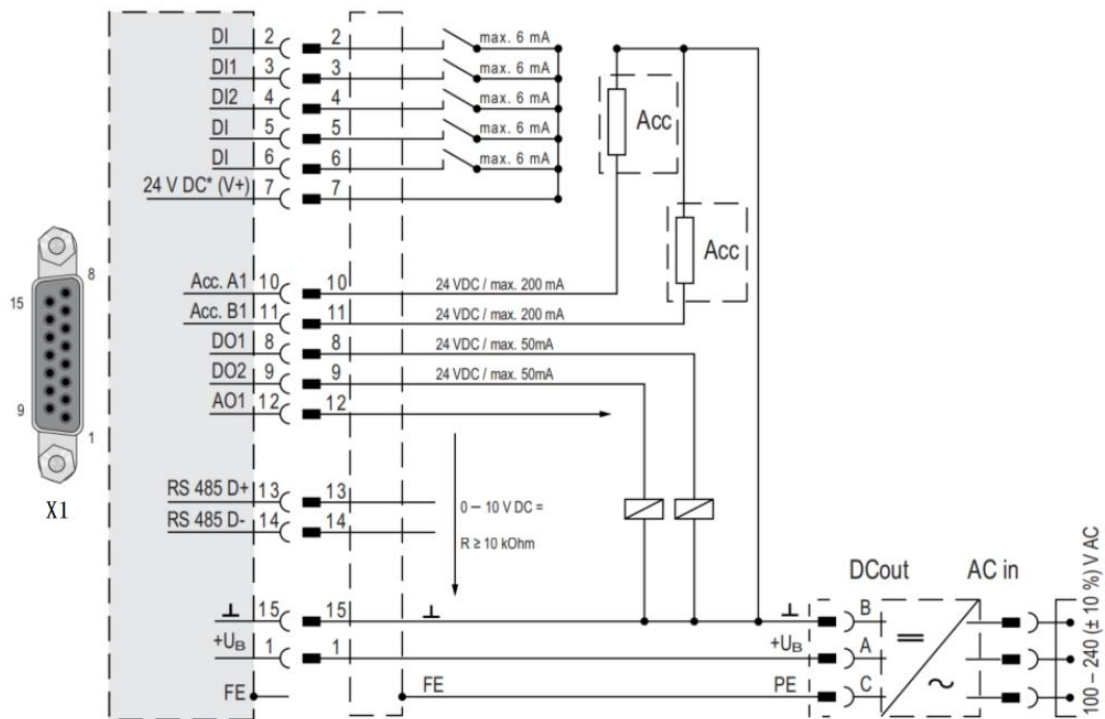 DI 2 2 max. 6 mA
DI1 3 3 max. 6 mA
DI2 4 4 max. 6 mA
DI 5 5 max. 6 mA
DI 6 6 max. 6 mA
24 V DC* (V+) 7 7
Acc
Acc
8
15
9
1
X1
Acc. A1 10 10 24 VDC / max. 200 mA
Acc. B1 11 11 24 VDC / max. 200 mA
DO1 8 8 24 VDC / max. 50mA
DO2 9 9 24 VDC / max. 50mA
AO1 12 12
RS 485 D+ 13 13
RS 485 D- 14 14
0 – 10 V DC =
R ≥ 10 kOhm
DCout AC in
⊥ 15 15 ⊥ ⊥ B
+UB 1 1 +UB A
FE FE PE C
= ~
100 – 240 (± 10 %) V AC